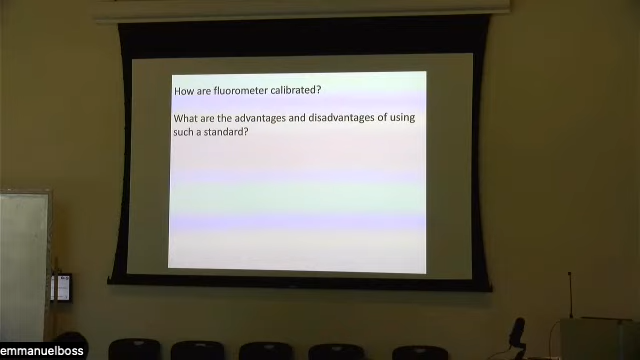 How are fluorometer calibrated?
What are the advantages and disadvantages of using
such a standard?
emmanuelboss